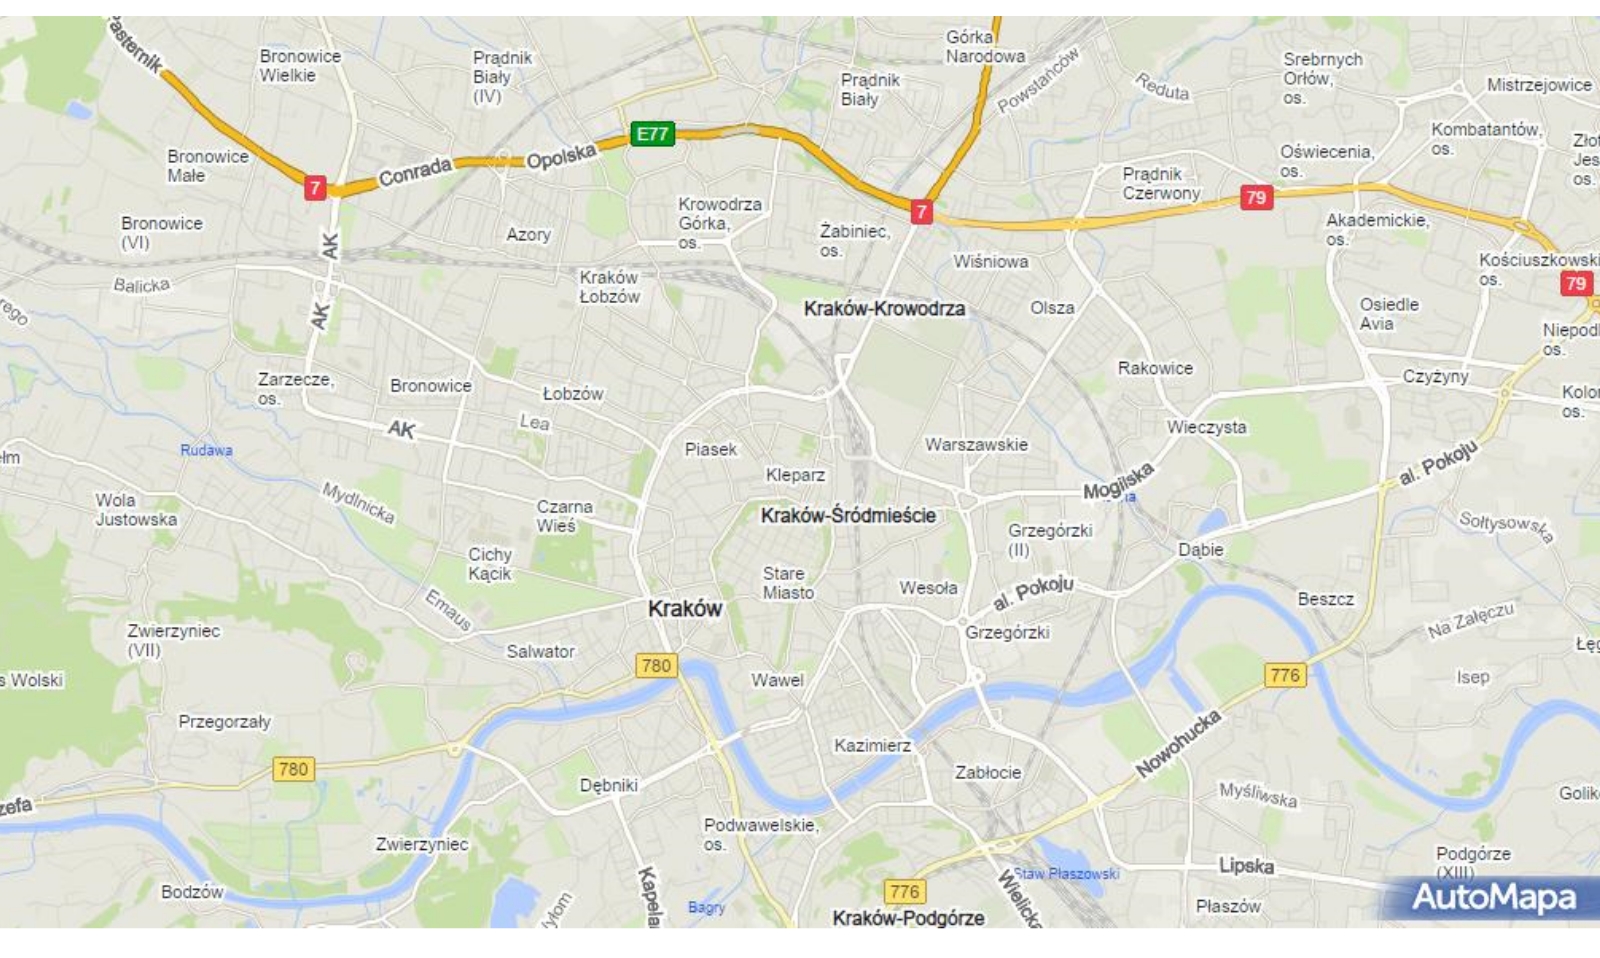 Pasternik
Bronowice
Wielkie
Prądnik
Biały
(IV)
Górka
Narodowa
Prądnik
Biały
Powstańców
Reduta
Srebrnych
Orłów,
os.
Mistrzejowice
Kombatantów,
os.
E77
Bronowice
Małe
7
Conrada
Opolska
Oświecenia,
os.
Prądnik
Czerwony
79
7
Krowodrza
Górka,
os.
Bronowice
(VI)
AK
Azory
Żabiniec,
os.
Akademickie,
os.
Wiśniowa
Kościuszkowski
os.
79
Balicka
Kraków
Łobzów
AK
Kraków-Krowodrza
Olsza
Osiedle
Avia
os.
Rakowice
Czyżyny
Zarzecze,
os.
Bronowice
Łobzów
os.
AK
Lea
Wieczysta
Rudawa
Piasek
Warszawskie
Kleparz
Mogilska
al. Pokoju
Mydlnicka
Wola
Justowska
Czarna
Wieś
Kraków-Śródmieście
Grzegórzki
(II)
Sołtysowska
Dąbie
Cichy
Kącik
Stare
Miasto
Wesoła
al. Pokoju
Emaus
Kraków
Beszcz
Na Załęczu
Zwierzyniec
(VII)
Salwator
Grzegórzki
780
Wawel
776
Isep
s Wolski
Przegorzały
Nowohucka
Kazimierz
780
Dębniki
Zabłocie
Myśliwska
zefa
Podwawelskie,
os.
Zwierzyniec
Podgórze
(XIII)
Lipska
Staw Płaszowski
Bodzów
776
Bagry
Płaszów
Kraków-Podgórze
AutoMapa